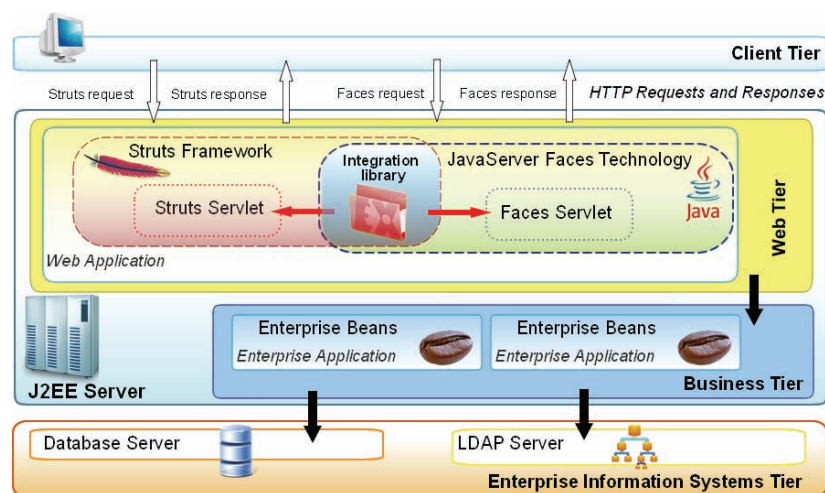 Client Tier
Struts request
Struts response
Faces request
Faces response
HTTP Requests and Responses
Struts Framework
Integration
library
JavaServer Faces Technology
Struts Servlet
Faces Servlet
Java
Web Application
Web Tier
Enterprise Beans
Enterprise Application
Enterprise Beans
Enterprise Application
J2EE Server
Business Tier
Database Server
LDAP Server
Enterprise Information Systems Tier